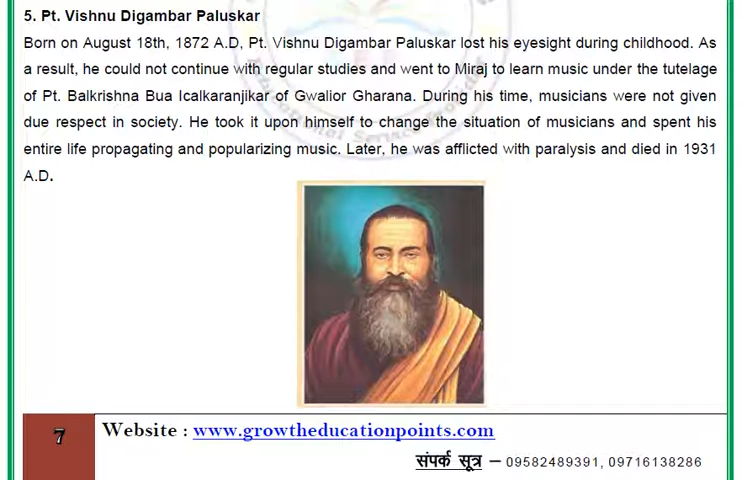 5. Pt. Vishnu Digambar Paluskar
Born on August 18th, 1872 A.D, Pt. Vishnu Digambar Paluskar lost his eyesight during childhood. As
a result, he could not continue with regular studies and went to Miraj to learn music under the tutelage
of Pt. Balkrishna Bua Icalkaranjikar of Gwalior Gharana. During his time, musicians were not given
due respect in society. He took it upon himself to change the situation of musicians and spent his
entire life propagating and popularizing music. Later, he was afflicted with paralysis and died in 1931
A.D.
7
Website : www.growtheducationpoints.com
संपर्क सूत्र – 09582489391, 09716138286